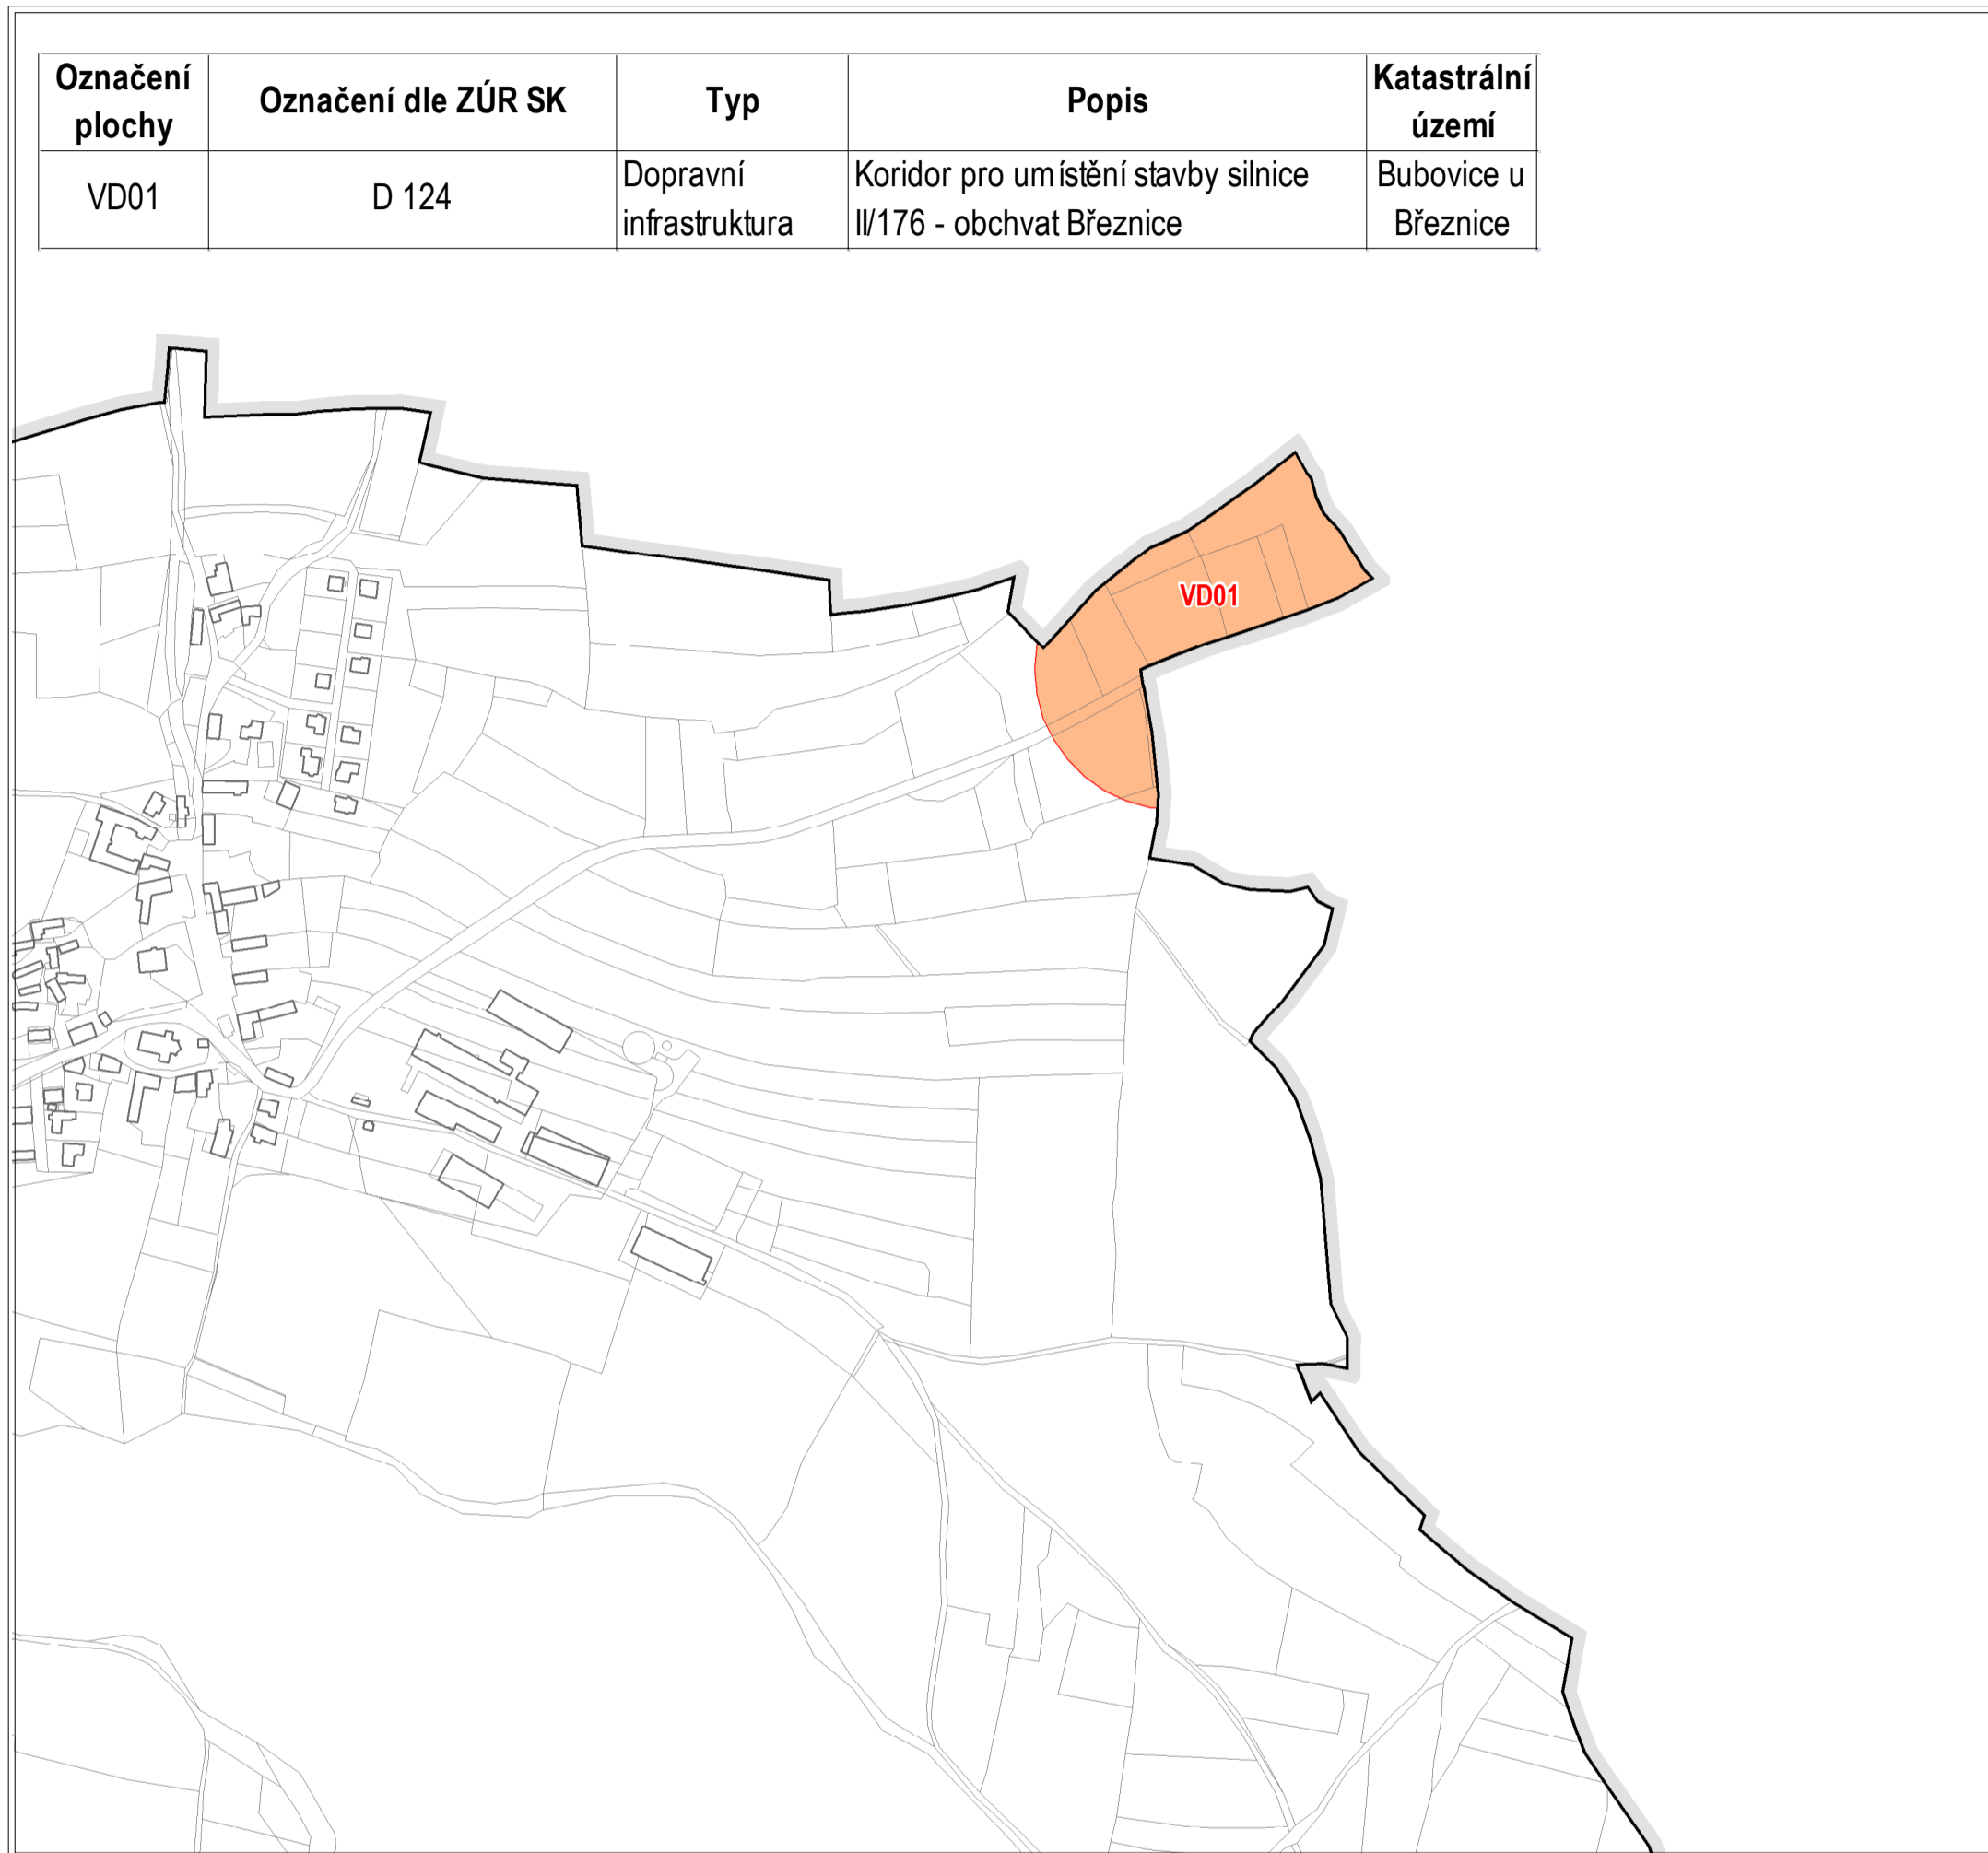 Označení plochy
Označení dle ZÚR SK
Typ
Popis
Katastrální území
VD01
D 124
Dopravní infrastruktura
Koridor pro umístění stavby silnice
II/176 - obchvat Březnice
Bubovice u Březnice
VD01